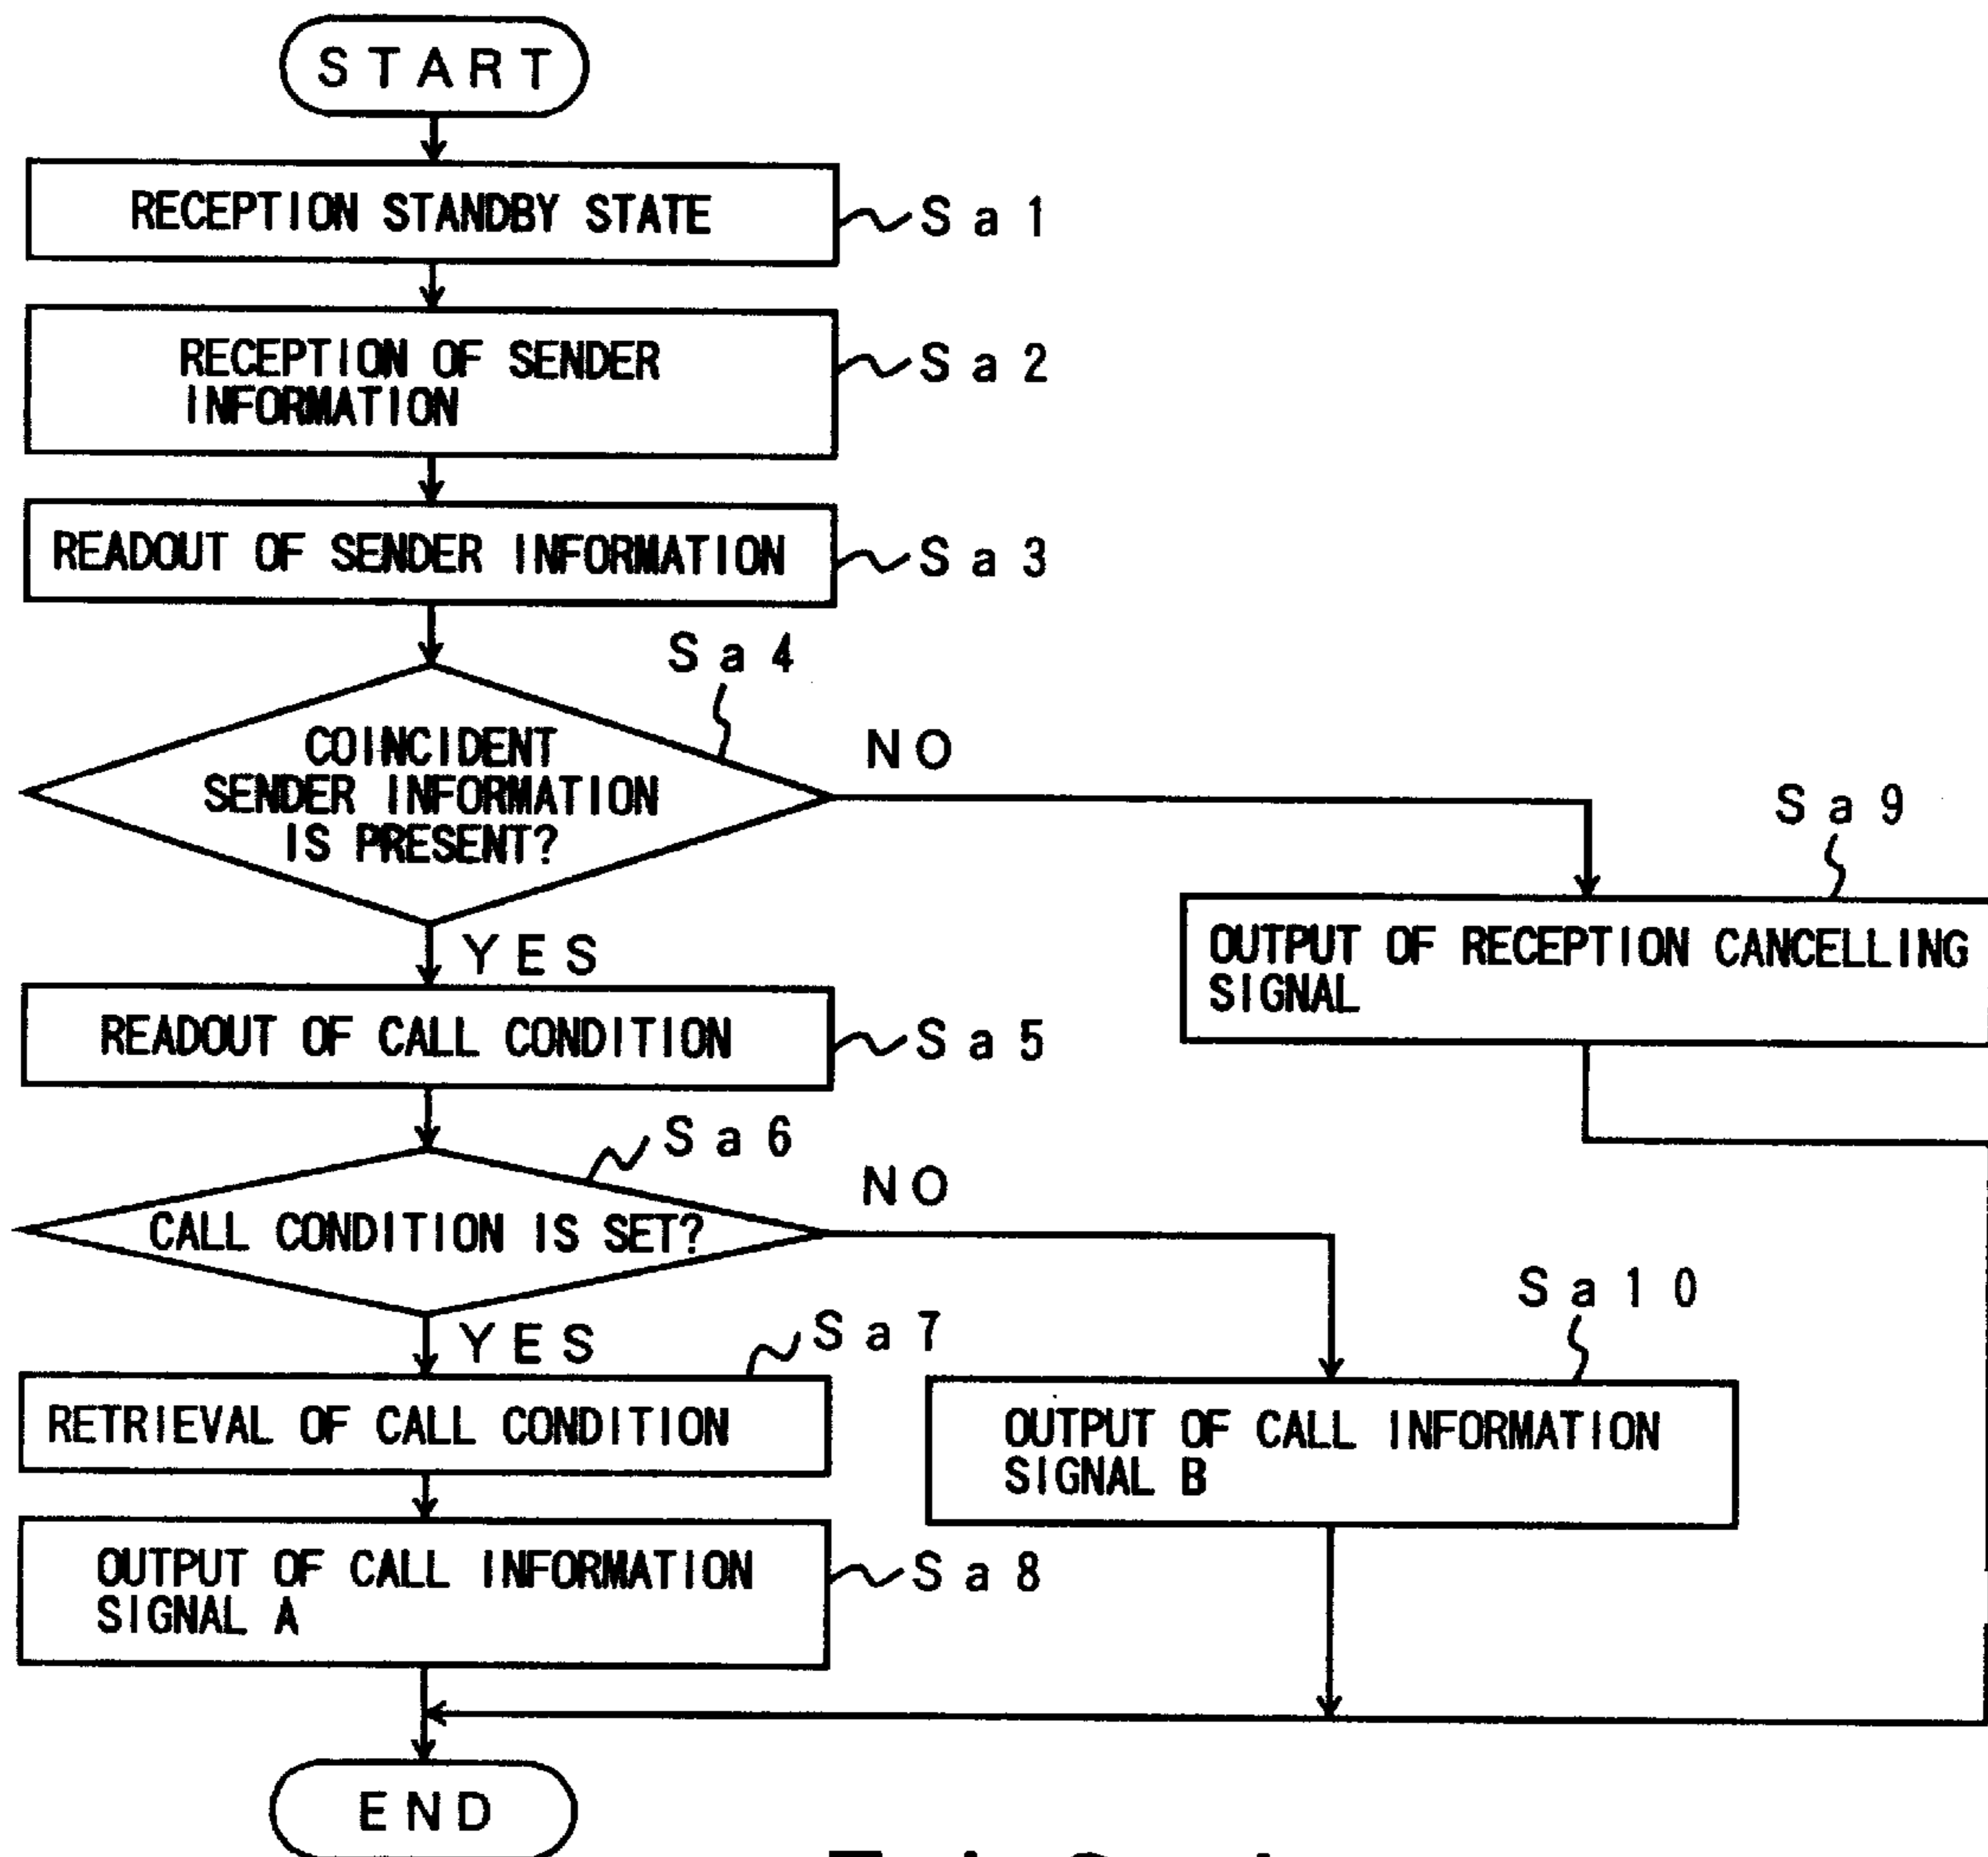 START
RECEPTION STANDBY STATE
Sa1
RECEPTION OF SENDER
INFORMATION
Sa2
READOUT OF SENDER INFORMATION
Sa3
Sa4
COINCIDENT
SENDER INFORMATION
IS PRESENT?
NO
YES
Sa9
OUTPUT OF RECEPTION CANCELLING
SIGNAL
READOUT OF CALL CONDITION
Sa5
Sa6
CALL CONDITION IS SET?
NO
YES
Sa7
RETRIEVAL OF CALL CONDITION
Sa10
OUTPUT OF CALL INFORMATION
SIGNAL B
OUTPUT OF CALL INFORMATION
SIGNAL A
Sa8
END